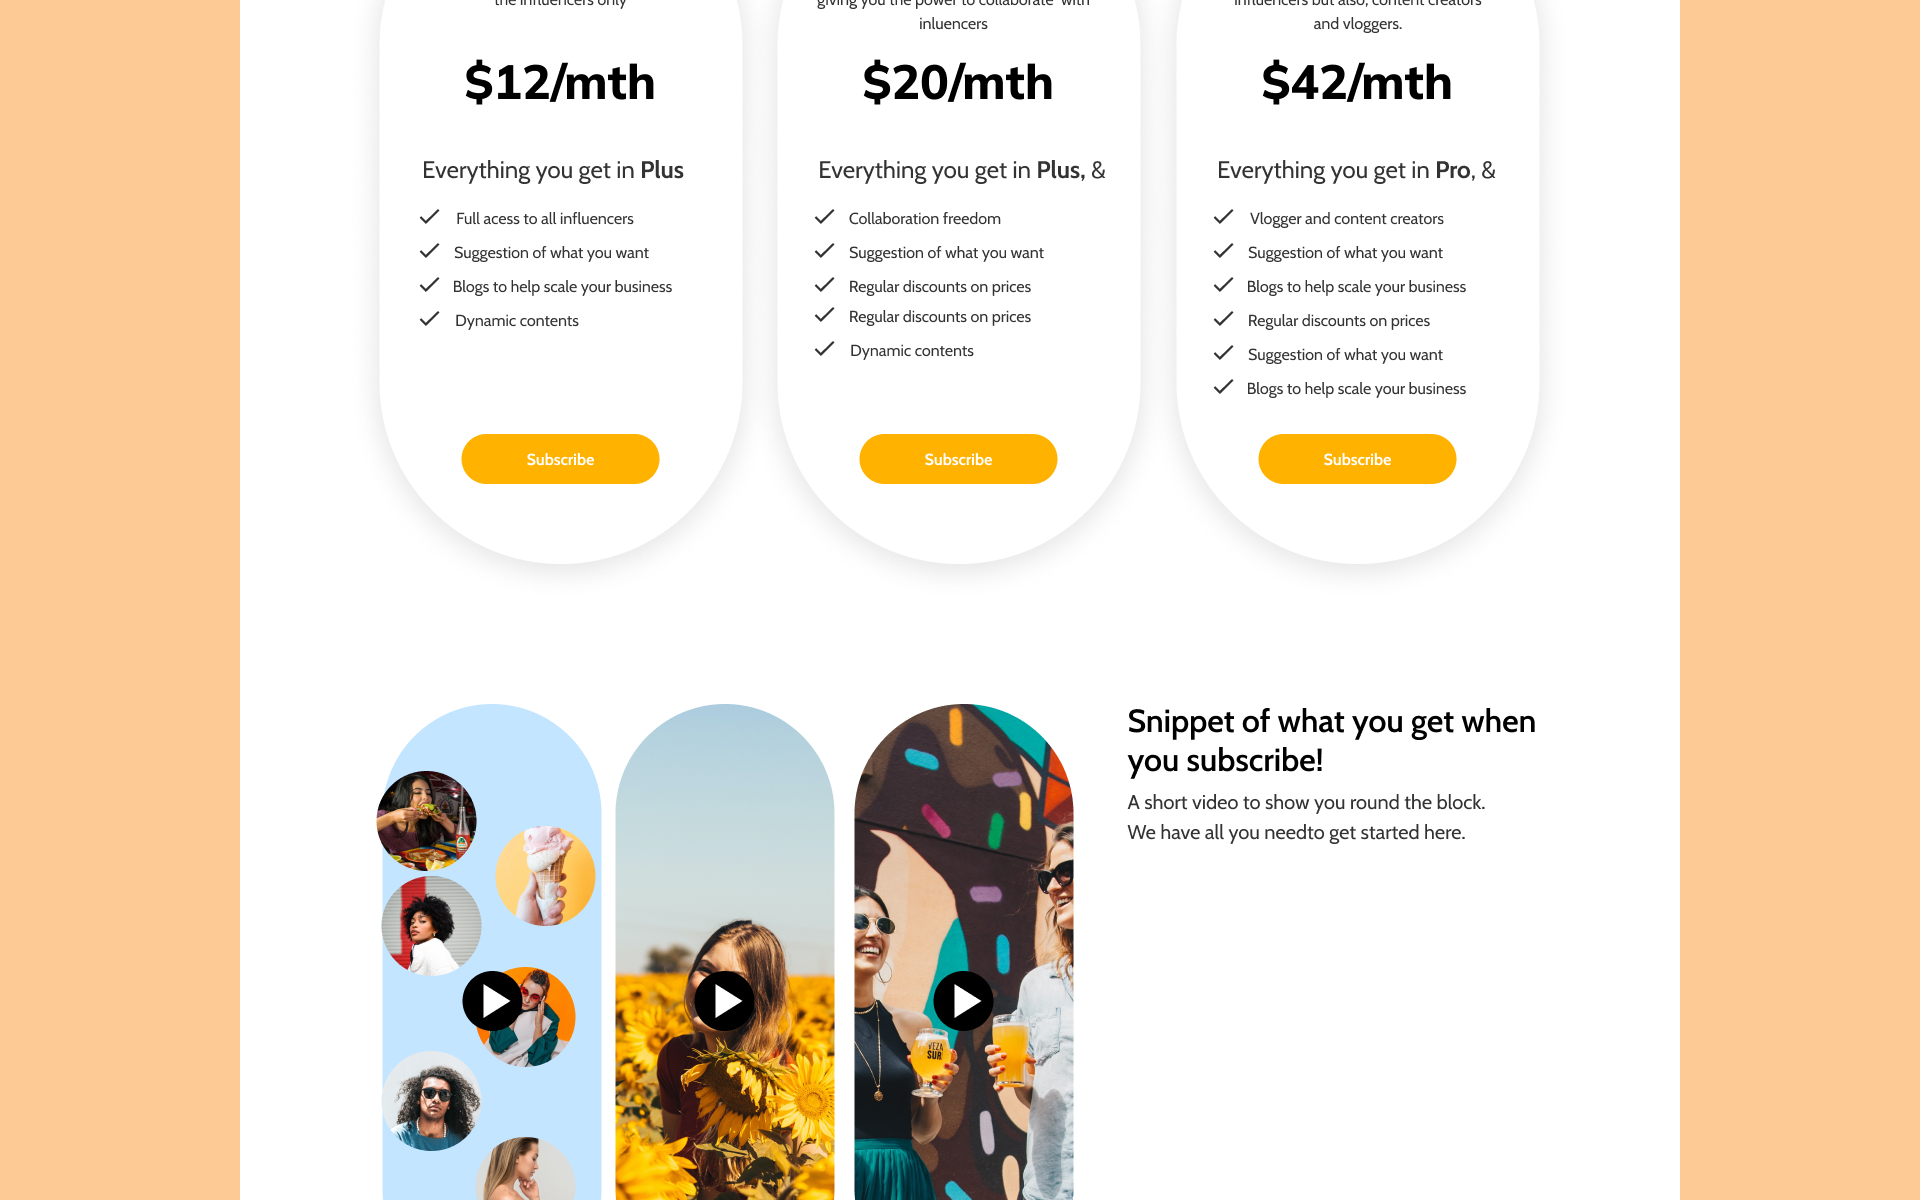 the influencers only
giving you the power to collaborate with
inluencers
influencers but also, content creators
and vloggers.
$12/mth
$20/mth
$42/mth
Everything you get in Plus
Full acess to all influencers
Suggestion of what you want
Blogs to help scale your business
Dynamic contents
Subscribe
Everything you get in Plus, &
Collaboration freedom
Suggestion of what you want
Regular discounts on prices
Regular discounts on prices
Dynamic contents
Subscribe
Everything you get in Pro, &
Vlogger and content creators
Suggestion of what you want
Blogs to help scale your business
Regular discounts on prices
Suggestion of what you want
Blogs to help scale your business
Subscribe
Snippet of what you get when
you subscribe!
A short video to show you round the block.
We have all you needto get started here.
VEZA
SUR